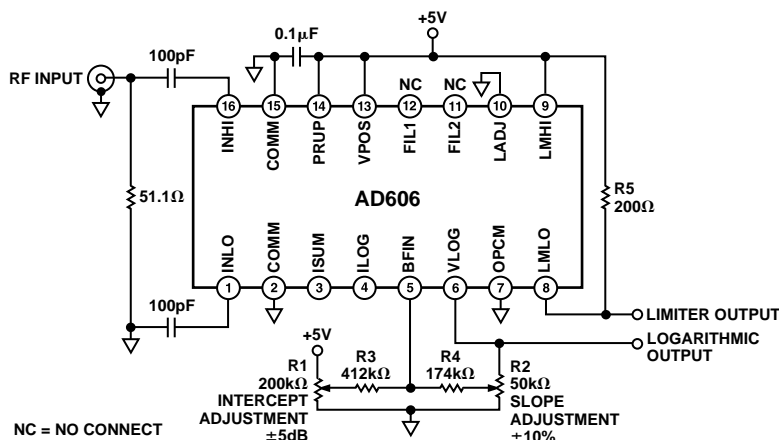 +5V
0.1µF
100pF
RF INPUT
NC NC
16 15 14 13 12 11 10 9
INHI COMM PRUP VPOS FIL1 FIL2 LADJ LMHI
51.1Ω
AD606
R5
200Ω
INLO COMM ISUM ILOG BFIN VLOG OPCM LMLO
1 2 3 4 5 6 7 8
100pF
LIMITER OUTPUT
LOGARITHMIC
OUTPUT
+5V
R1
200kΩ
INTERCEPT
ADJUSTMENT
±5dB
R3
412kΩ
R4
174kΩ
R2
50kΩ
SLOPE
ADJUSTMENT
±10%
NC = NO CONNECT